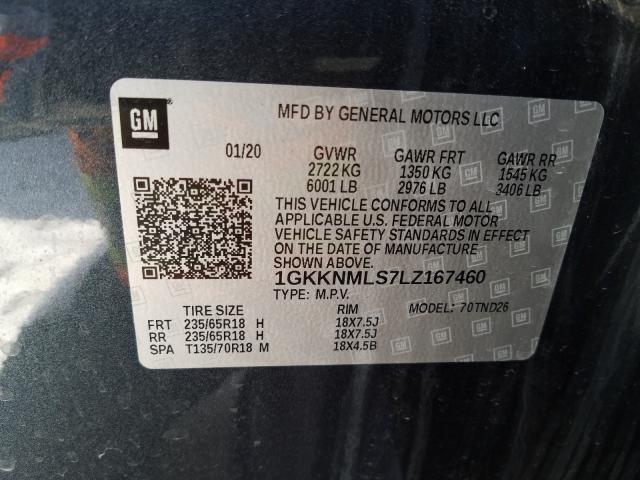 GM
MFD BY GENERAL MOTORS LLC
01/20 GVWR GAWR FRT GAWR RR
2722 KG 1350 KG 1545 KG
6001 LB 2976 LB 3406 LB
THIS VEHICLE CONFORMS TO ALL
APPLICABLE U.S. FEDERAL MOTOR
VEHICLE SAFETY STANDARDS IN EFFECT
ON THE DATE OF MANUFACTURE
SHOWN ABOVE.
1GKKNMLS7LZ167460
TYPE: M.P.V. MODEL: 70TND26
TIRE SIZE RIM
FRT 235/65R18 H 18X7.5J
RR 235/65R18 H 18X7.5J
SPA T135/70R18 M 18X4.5B